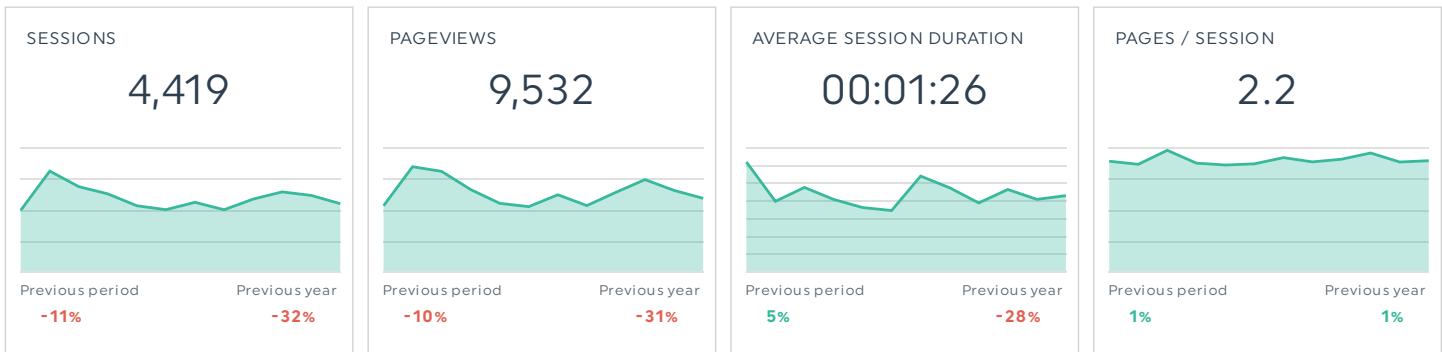 SESSIONS
4,419
Previous period Previous year
-11% -32%
PAGEVIEWS
9,532
Previous period Previous year
-10% -31%
AVERAGE SESSION DURATION
00:01:26
Previous period Previous year
5% -28%
PAGES / SESSION
2.2
Previous period Previous year
1% 1%